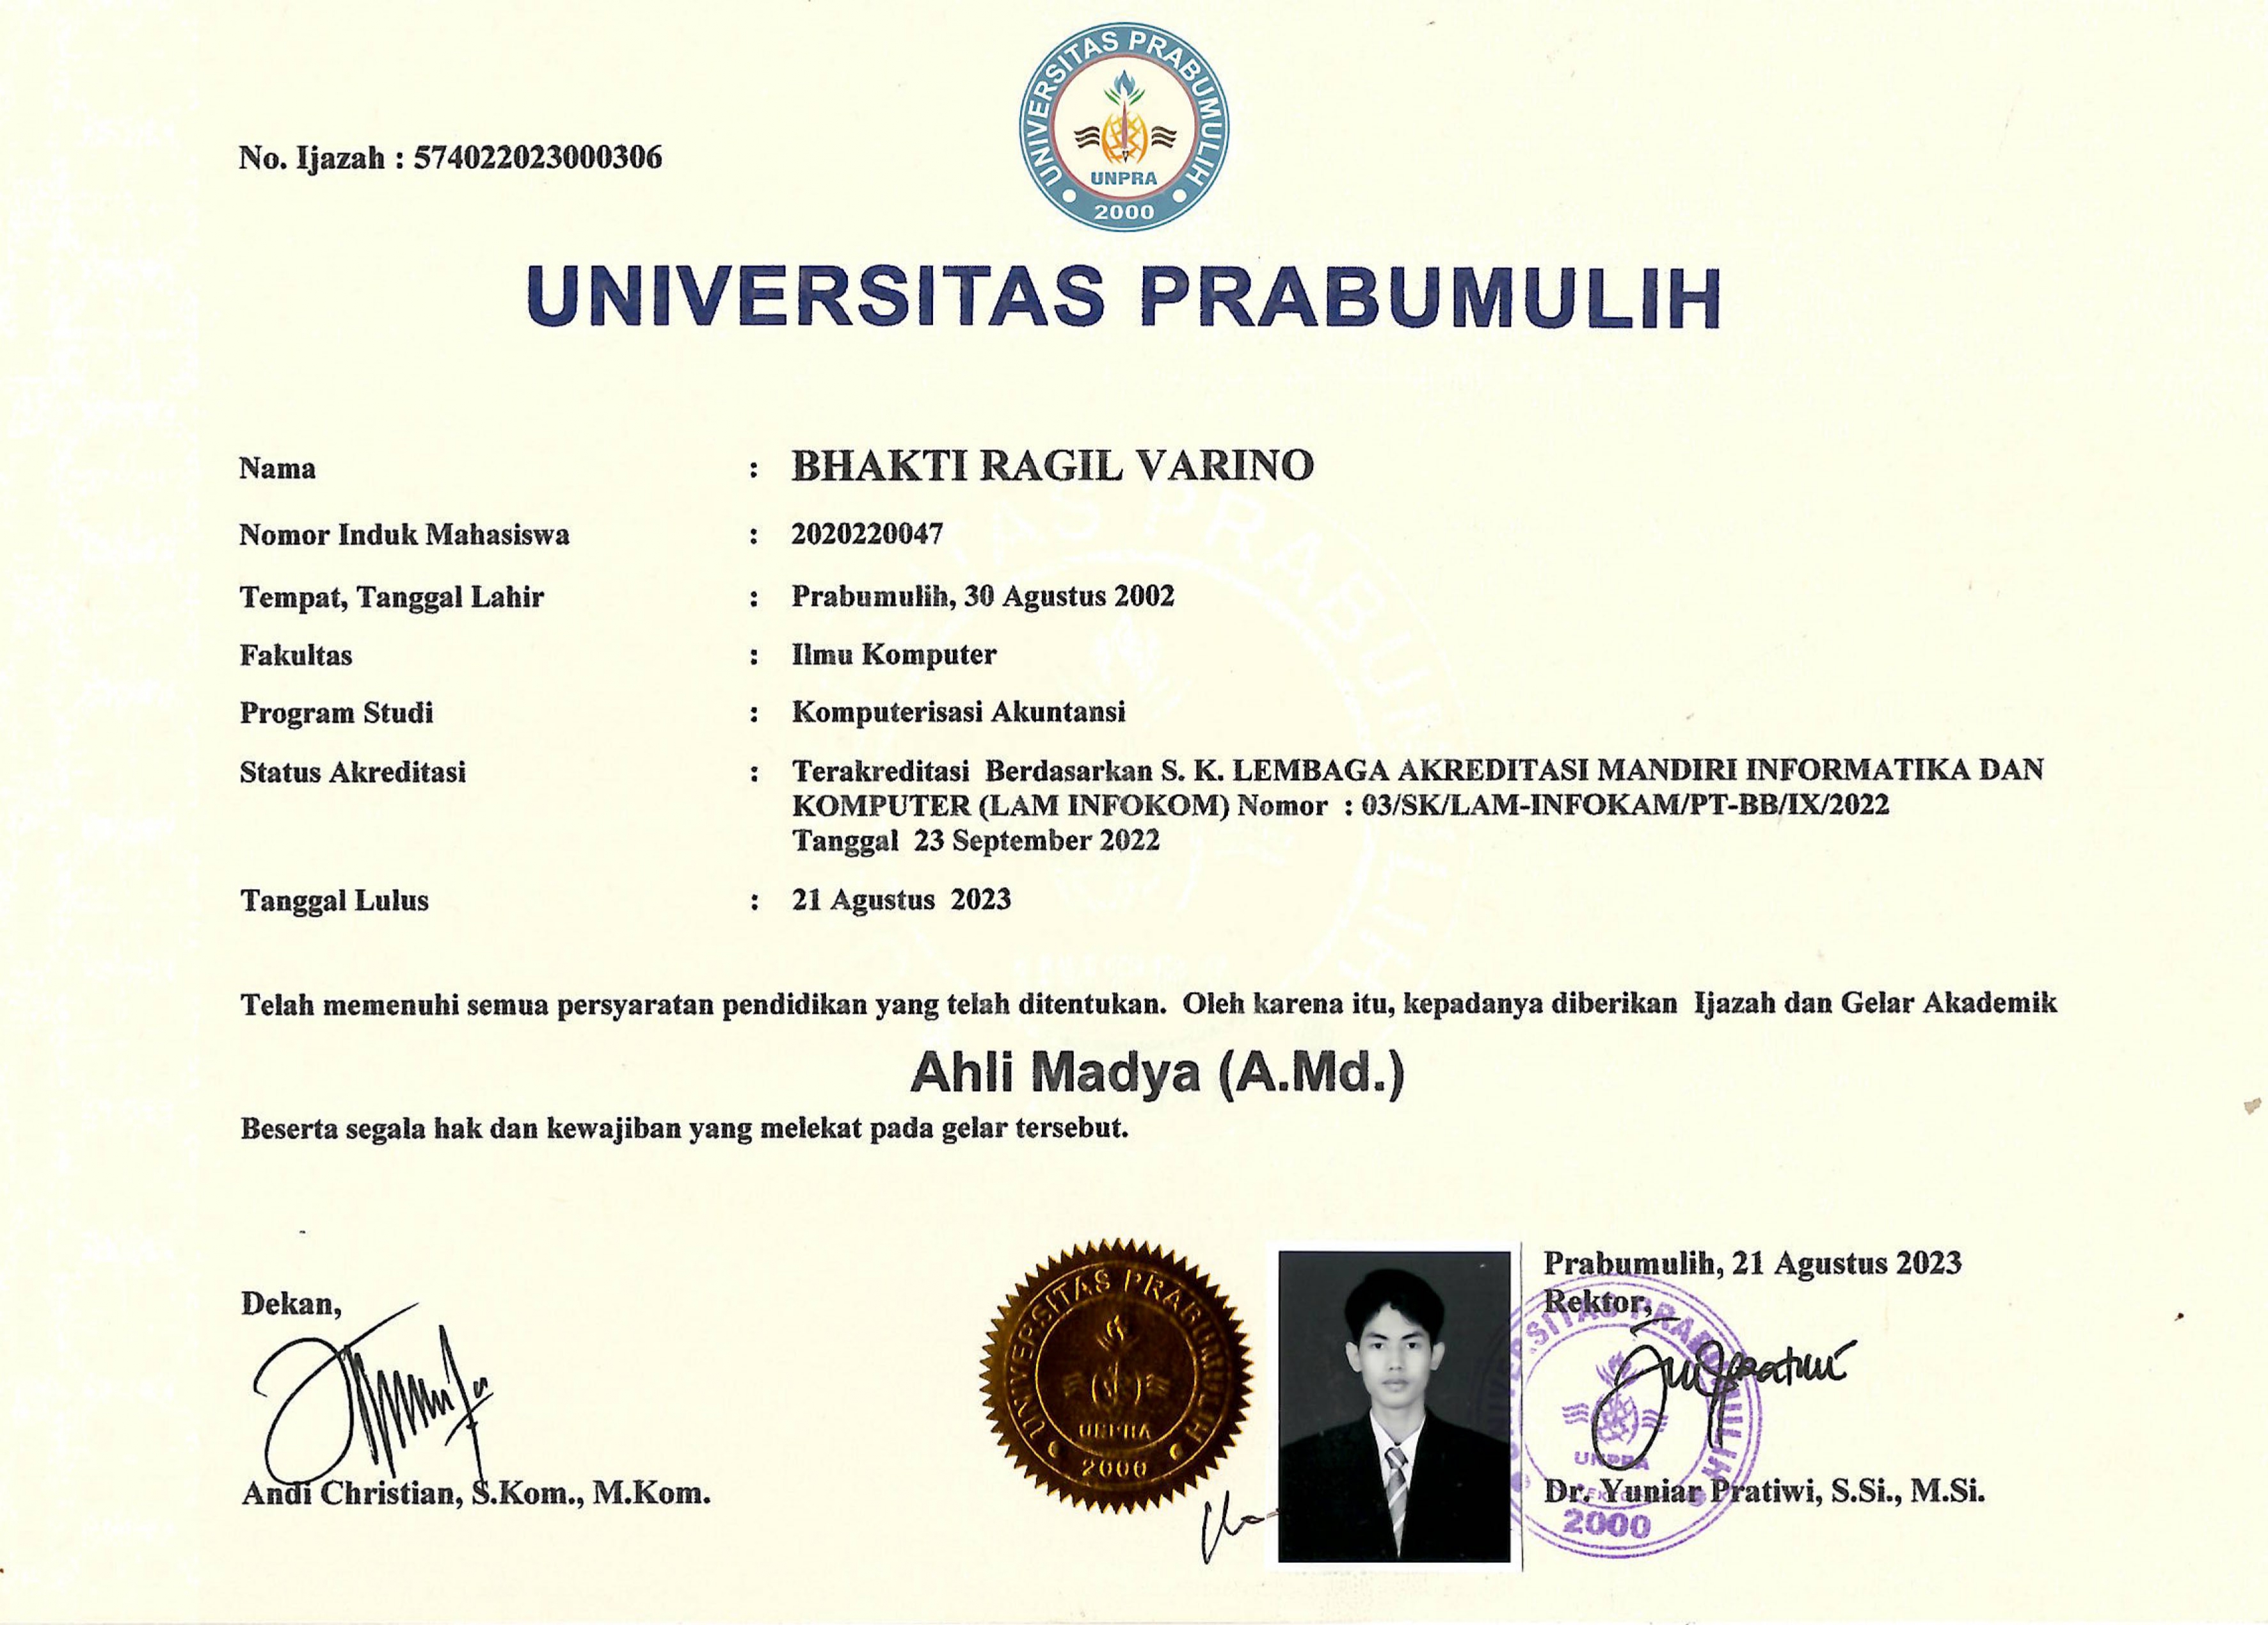 UNIVERSITAS PRABUMULIH
UNPRA
2000
No. Ijazah : 574022023000306
UNIVERSITAS PRABUMULIH
Nama : BHAKTI RAGIL VARINO
Nomor Induk Mahasiswa : 2020220047
Tempat, Tanggal Lahir : Prabumulih, 30 Agustus 2002
Fakultas : Ilmu Komputer
Program Studi : Komputerisasi Akuntansi
Status Akreditasi : Terakreditasi Berdasarkan S. K. LEMBAGA AKREDITASI MANDIRI INFORMATIKA DAN
KOMPUTER (LAM INFOKOM) Nomor : 03/SK/LAM-INFOKAM/PT-BB/IX/2022
Tanggal 23 September 2022
Tanggal Lulus : 21 Agustus 2023
Telah memenuhi semua persyaratan pendidikan yang telah ditentukan. Oleh karena itu, kepadanya diberikan Ijazah dan Gelar Akademik
Ahli Madya (A.Md.)
Beserta segala hak dan kewajiban yang melekat pada gelar tersebut.
Dekan,
Andi Christian, S.Kom., M.Kom.
UNIVERSITAS PRABUMULIH
UNPRA
2000
Prabumulih, 21 Agustus 2023
Rektor,
UNIVERSITAS PRABUMULIH
UNPRA
Dr. Yuniar Pratiwi, S.Si., M.Si.
2000